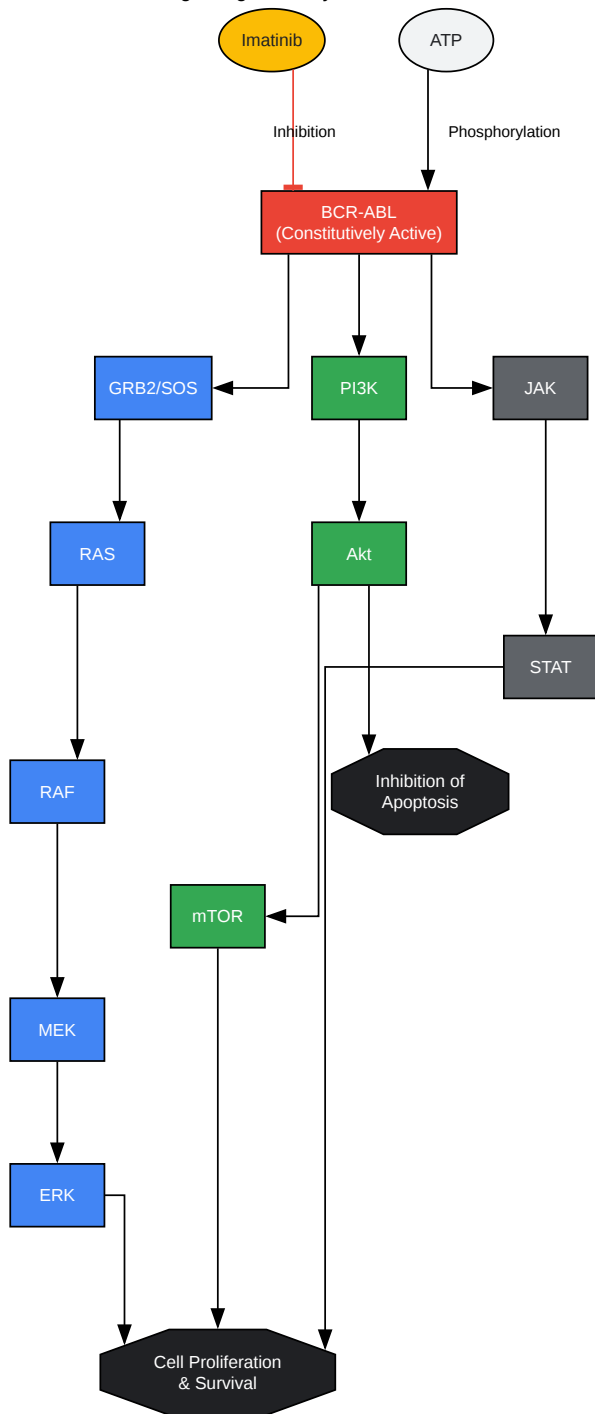 Imatinib
ATP
Inhibition
Phosphorylation
BCR-ABL
(Constitutively Active)
GRB2/SOS
PI3K
JAK
RAS
Akt
STAT
RAF
Inhibition of
Apoptosis
mTOR
MEK
ERK
Cell Proliferation
& Survival